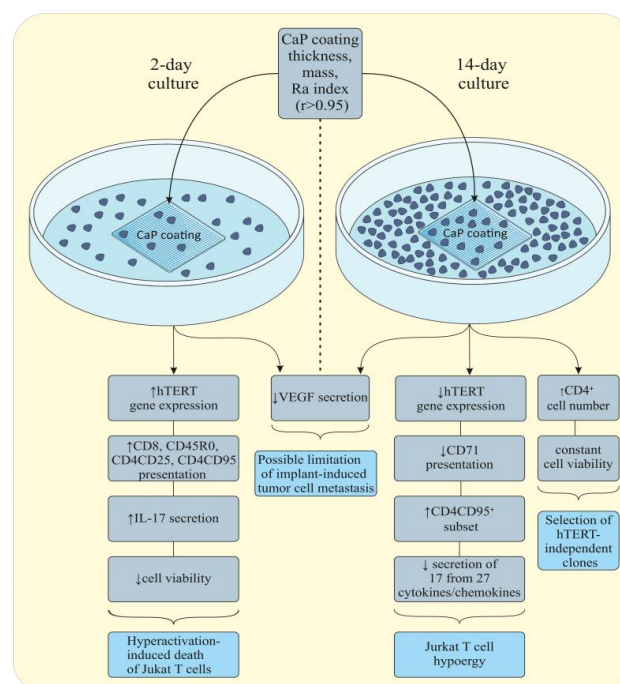 2-day
culture
CaP coating
thickness,
mass,
Ra index
(r>0.95)
14-day
culture
CaP coating
CaP coating
↑hTERT
gene expression
↑CD8, CD45R0,
CD4CD25, CD4CD95
presentation
↑IL-17 secretion
↓cell viability
Hyperactivation-
induced death
of Jukat T cells
↓VEGF secretion
Possible limitation
of implant-induced
tumor cell metastasis
↓hTERT
gene expression
↓CD71
presentation
↑CD4CD95⁺
subset
↓ secretion of
17 from 27
cytokines/chemokines
Jurkat T cell
hypoergy
↑CD4⁺
cell number
constant
cell viability
Selection of
hTERT-
independent
clones